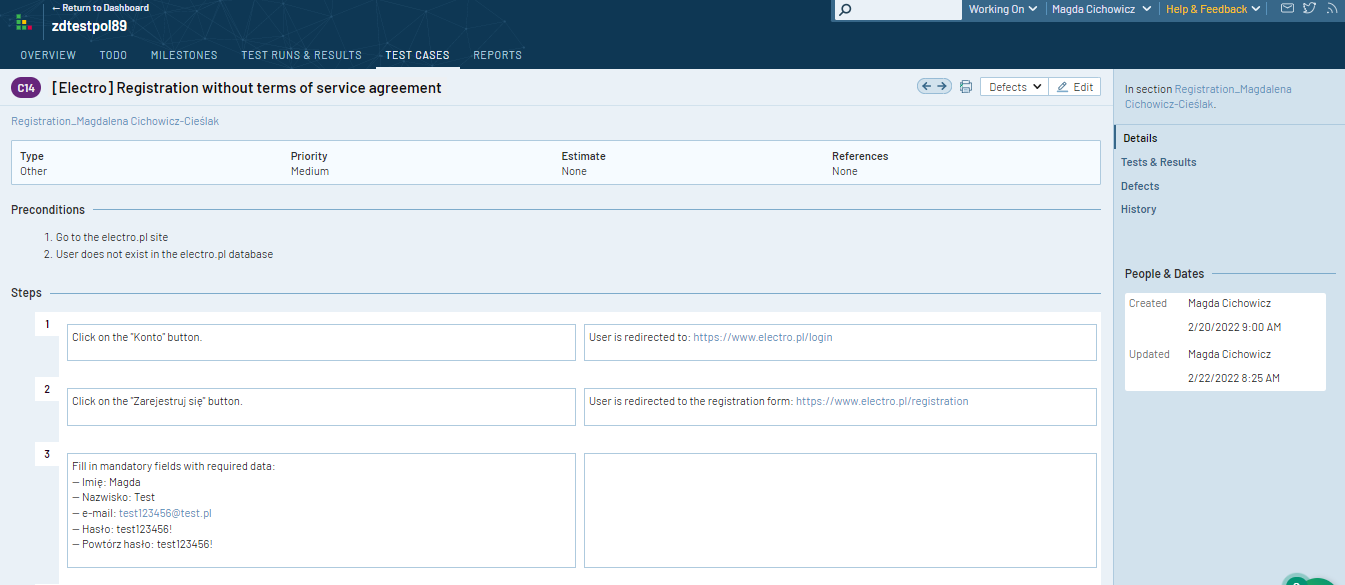 ← Return to Dashboard
zdtestpol89
Working On
Magda Cichowicz
Help & Feedback
OVERVIEW TODO MILESTONES TEST RUNS & RESULTS TEST CASES REPORTS
C14 [Electro] Registration without terms of service agreement
Defects Edit
Registration_Magdalena Cichowicz-Cieślak
Type Priority Estimate References
Other Medium None None
Preconditions
1. Go to the electro.pl site
2. User does not exist in the electro.pl database
Steps
1
Click on the "Konto" button.
User is redirected to: https://www.electro.pl/login
2
Click on the "Zarejestruj się" button.
User is redirected to the registration form: https://www.electro.pl/registration
3
Fill in mandatory fields with required data:
— Imię: Magda
— Nazwisko: Test
— e-mail: test123456@test.pl
— Hasło: test123456!
— Powtórz hasło: test123456!
In section Registration_Magdalena
Cichowicz-Cieślak.
Details
Tests & Results
Defects
History
People & Dates
Created Magda Cichowicz
2/20/2022 9:00 AM
Updated Magda Cichowicz
2/22/2022 8:25 AM